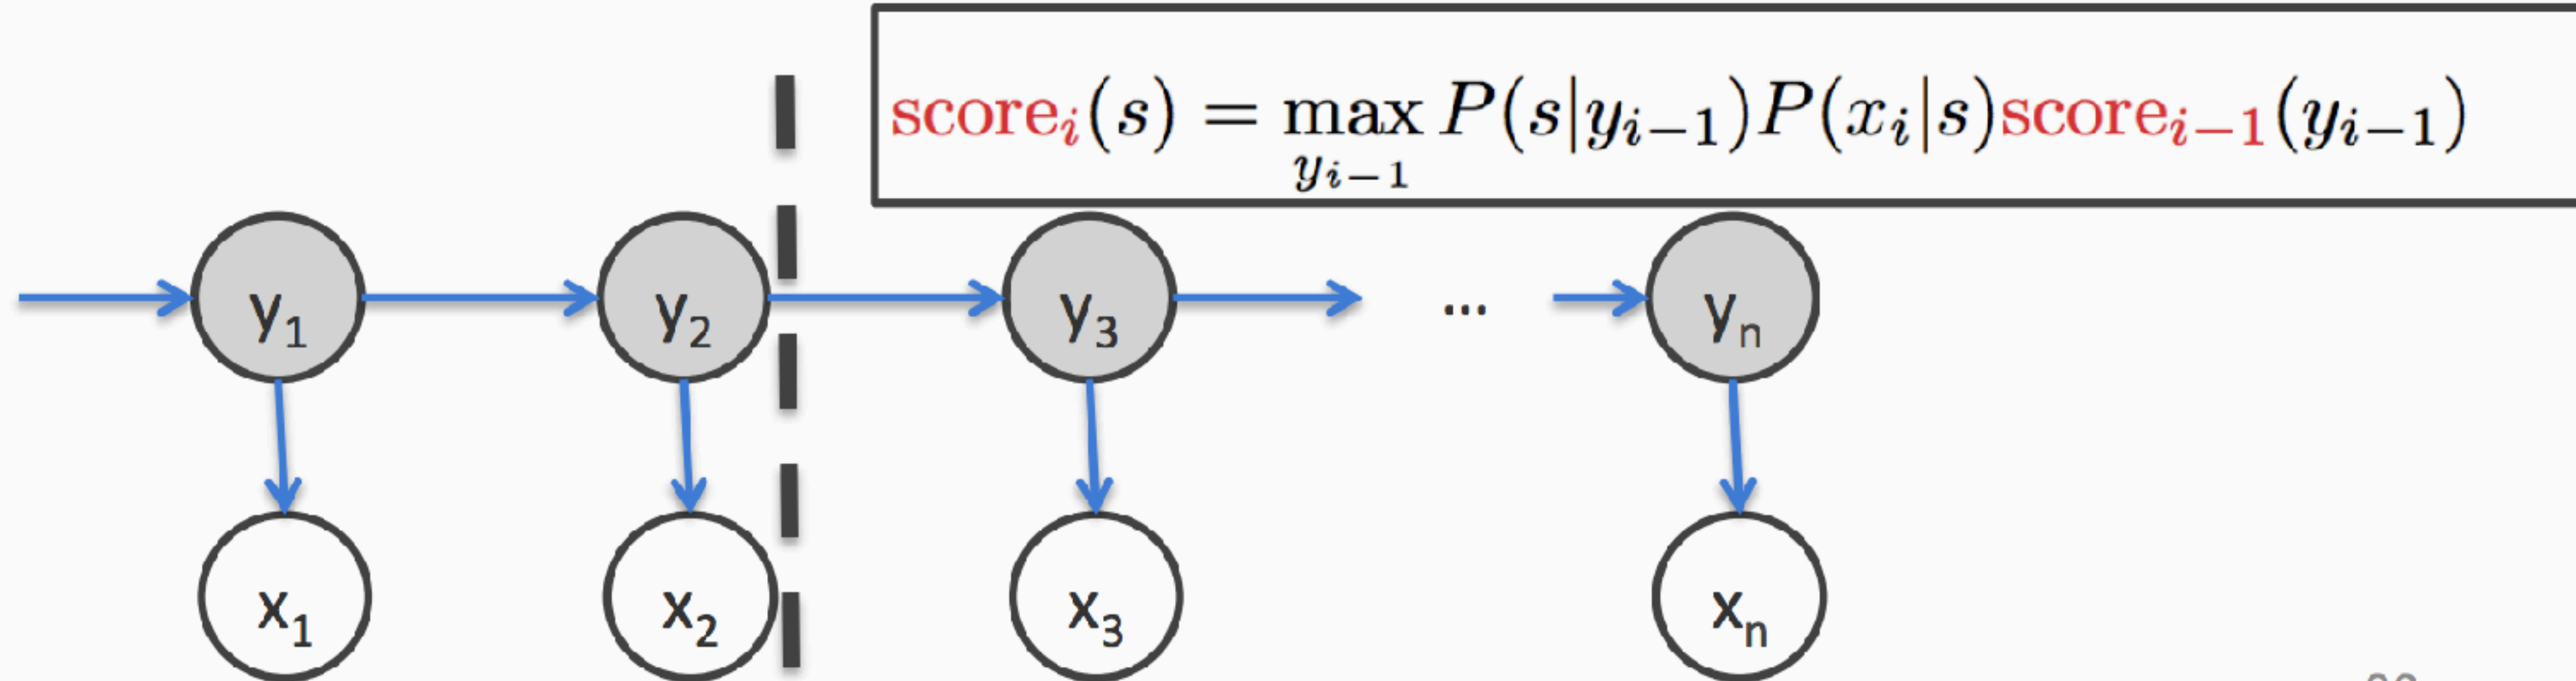 score_i(s) = max_{y_{i-1}} P(s|y_{i-1})P(x_i|s)score_{i-1}(y_{i-1})
y₁ y₂ y₃ ... yₙ
x₁ x₂ x₃ xₙ